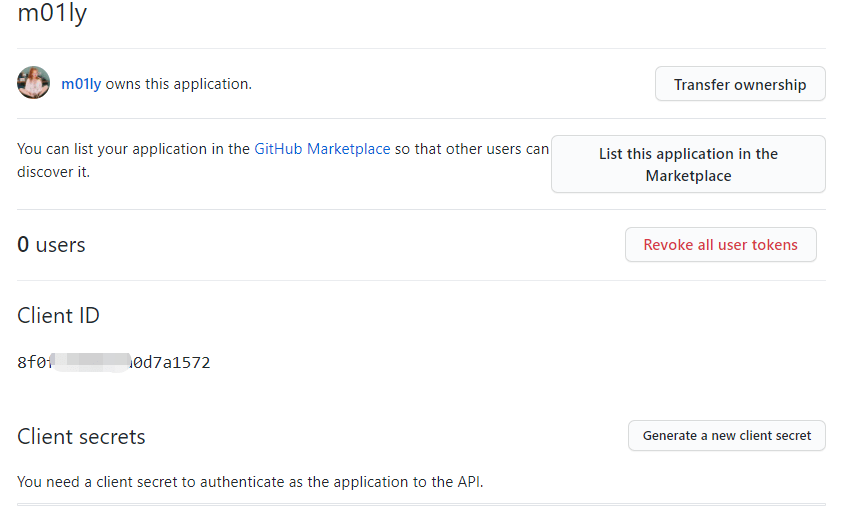 m01ly
m01ly owns this application.
Transfer ownership
You can list your application in the GitHub Marketplace so that other users can
discover it.
List this application in the
Marketplace
0 users
Revoke all user tokens
Client ID
8f0 0d7a1572
Client secrets
Generate a new client secret
You need a client secret to authenticate as the application to the API.